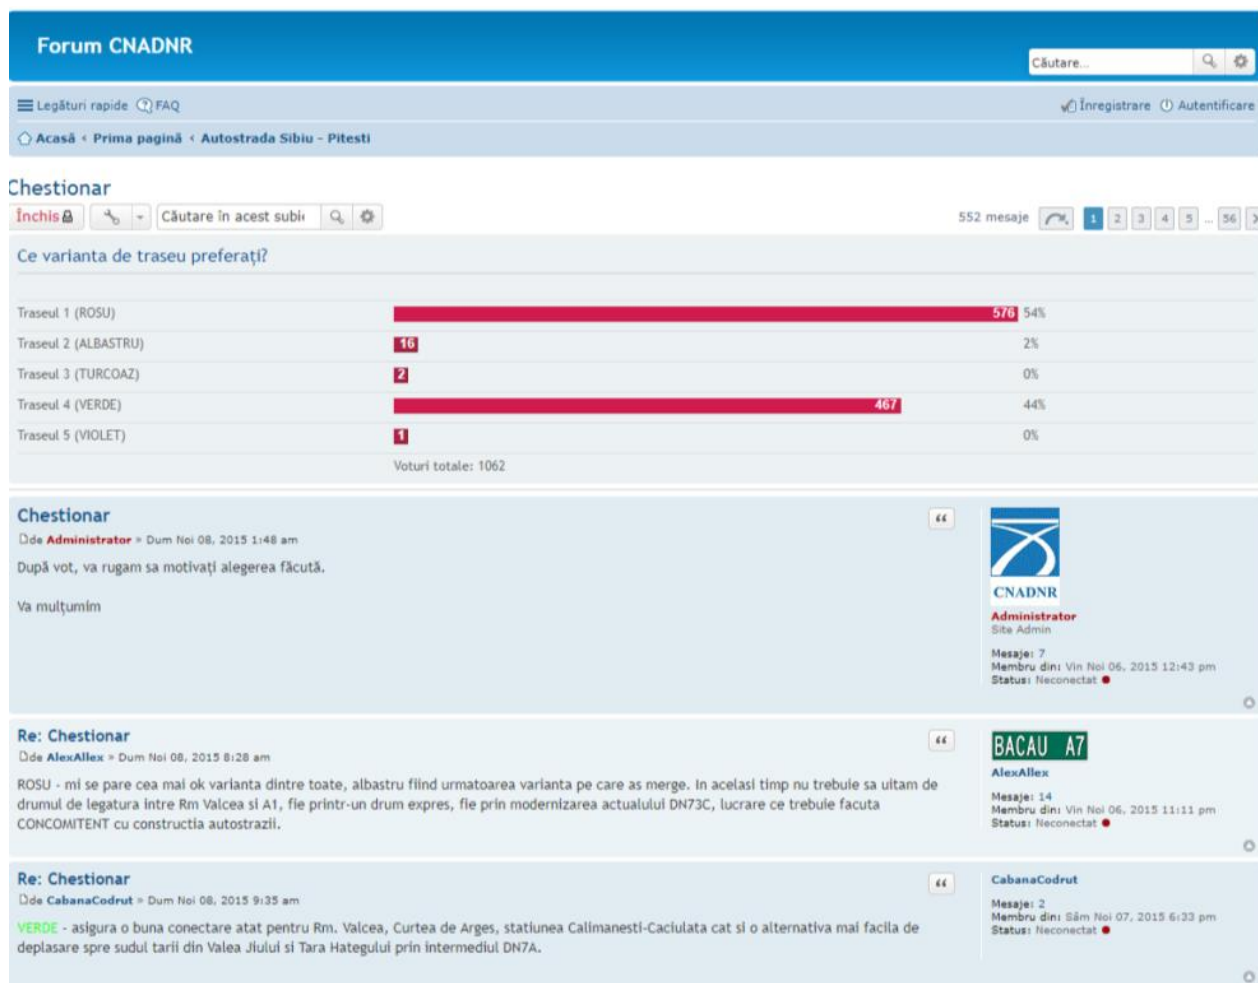 Forum CNADNR
Căutare...
Legături rapide FAQ Înregistrare Autentificare
Acasă ‹ Prima pagină ‹ Autostrada Sibiu - Pitesti
Chestionar
Închis Căutare în acest subie 552 mesaje 1 2 3 4 5 ... 56
Ce varianta de traseu preferați?
Traseul 1 (ROSU) 576 54%
Traseul 2 (ALBASTRU) 16 2%
Traseul 3 (TURCOAZ) 2 0%
Traseul 4 (VERDE) 467 44%
Traseul 5 (VIOLET) 1 0%
Voturi totale: 1062
Chestionar
de Administrator » Dum Noi 08, 2015 1:48 am
După vot, va rugam sa motivați alegerea făcută.
Va mulțumim
CNADNR
Administrator
Site Admin
Mesaje: 7
Membru din: Vin Noi 06, 2015 12:43 pm
Status: Neconectat
Re: Chestionar
de AlexAllex » Dum Noi 08, 2015 8:28 am
ROSU - mi se pare cea mai ok varianta dintre toate, albastru fiind urmatoarea varianta pe care as merge. In acelasi timp nu trebuie sa uitam de
drumul de legatura intre Rm Valcea si A1, fie printr-un drum expres, fie prin modernizarea actualului DN73C, lucrare ce trebuie facuta
CONCOMITENT cu constructia autostrazii.
BACAU A7
AlexAllex
Mesaje: 14
Membru din: Vin Noi 06, 2015 11:11 pm
Status: Neconectat
Re: Chestionar
de CabanaCodrut » Dum Noi 08, 2015 9:35 am
VERDE - asigura o buna conectare atat pentru Rm. Valcea, Curtea de Arges, statiunea Calimanesti-Caciulata cat si o alternativa mai facila de
deplasare spre sudul tarii din Valea Jiului si Tara Hategului prin intermediul DN7A.
CabanaCodrut
Mesaje: 2
Membru din: Sâm Noi 07, 2015 6:33 pm
Status: Neconectat